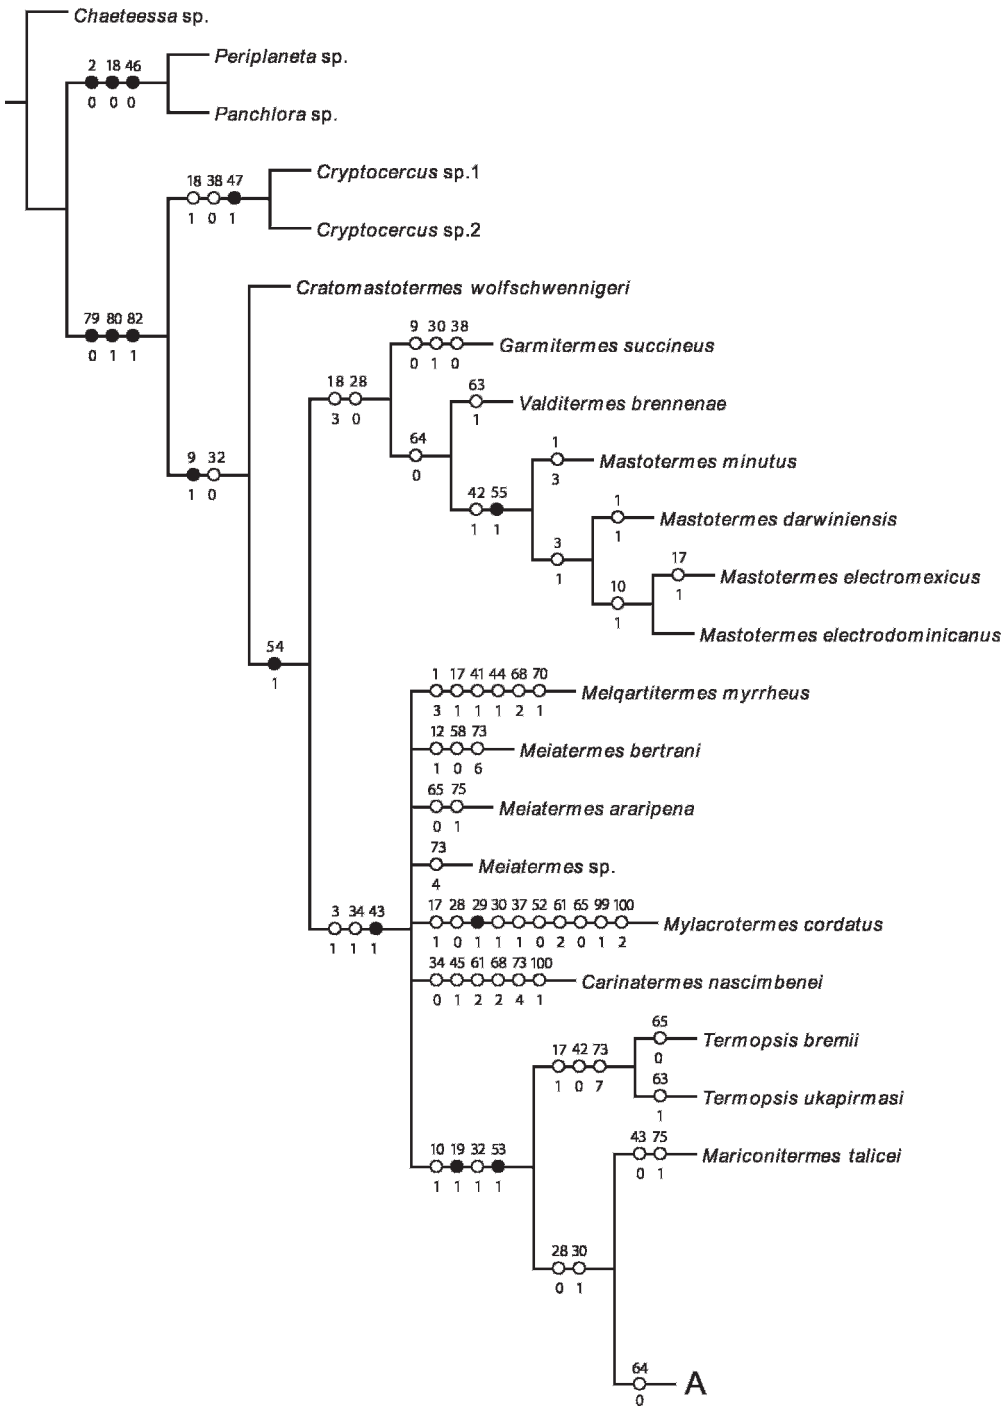 Chaeteessa sp.
2 18 46
Periplaneta sp.
0 0 0
Panchlora sp.
18 38 47
Cryptocercus sp.1
1 0 1
Cryptocercus sp.2
Cratomastotermes wolfschwennigeri
79 80 82
0 1 1
9 30 38
Garmitermes succineus
0 1 0
18 28
3 0
63
Valditermes brennenae
1
64
0
1
Mastotermes minutus
3
9 32
1 0
42 55
1 1
1
Mastotermes darwiniensis
1
3
1
17
Mastotermes electromexicus
1
10
1
Mastotermes electrodominicanus
54
1
1 17 41 44 68 70
Melqartitermes myrrheus
3 1 1 1 2 1
12 58 73
Meiatermes bertrani
1 0 6
65 75
Meiatermes araripena
0 1
73
Meiatermes sp.
4
3 34 43
1 1 1
17 28 29 30 37 52 61 65 99 100
Mylacrotermes cordatus
1 0 1 1 1 0 2 0 1 2
34 45 61 68 73 100
Carinatermes nascimbenei
0 1 2 2 4 1
65
Termopsis bremii
0
17 42 73
1 0 7
63
Termopsis ukapirmasi
1
43 75
Mariconitermes talicei
0 1
10 19 32 53
1 1 1 1
28 30
0 1
64
A
0